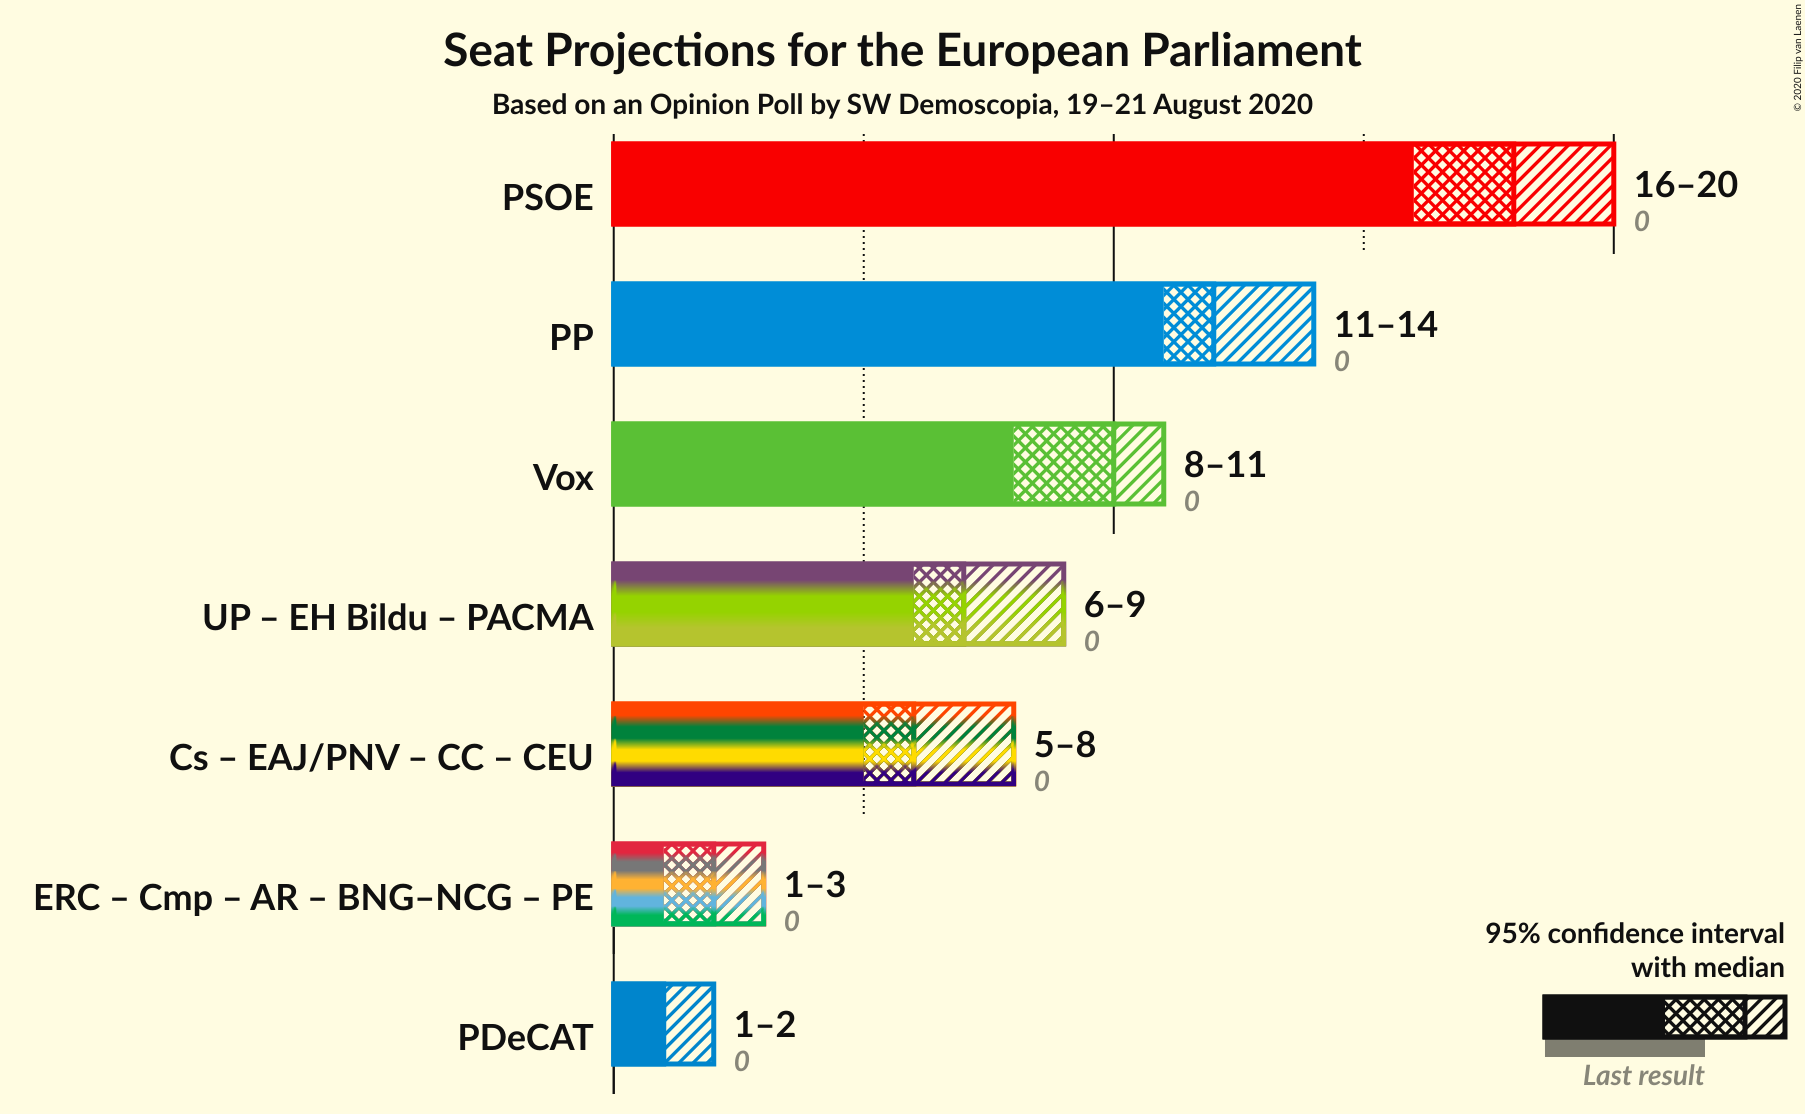 Seat Projections for the European Parliament
Based on an Opinion Poll by SW Demoscopia, 19–21 August 2020
© 2020 Filip van Laenen
PSOE
16–20
0
PP
11–14
0
Vox
8–11
0
UP – EH Bildu – PACMA
6–9
0
Cs – EAJ/PNV – CC – CEU
5–8
0
ERC – Cmp – AR – BNG–NCG – PE
1–3
0
PDeCAT
1–2
0
95% confidence interval
with median
Last result